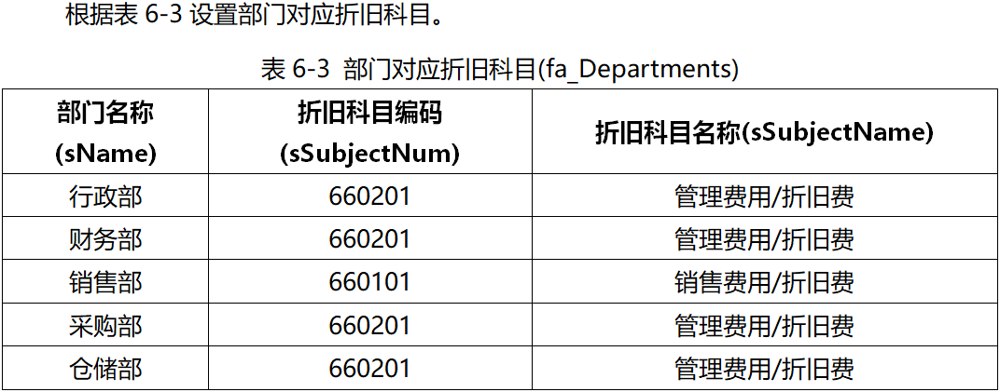 根据表 6-3 设置部门对应折旧科目。
表 6-3 部门对应折旧科目(fa_Departments)
部门名称 折旧科目编码 折旧科目名称(sSubjectName)
(sName) (sSubjectNum)
行政部 660201 管理费用/折旧费
财务部 660201 管理费用/折旧费
销售部 660101 销售费用/折旧费
采购部 660201 管理费用/折旧费
仓储部 660201 管理费用/折旧费